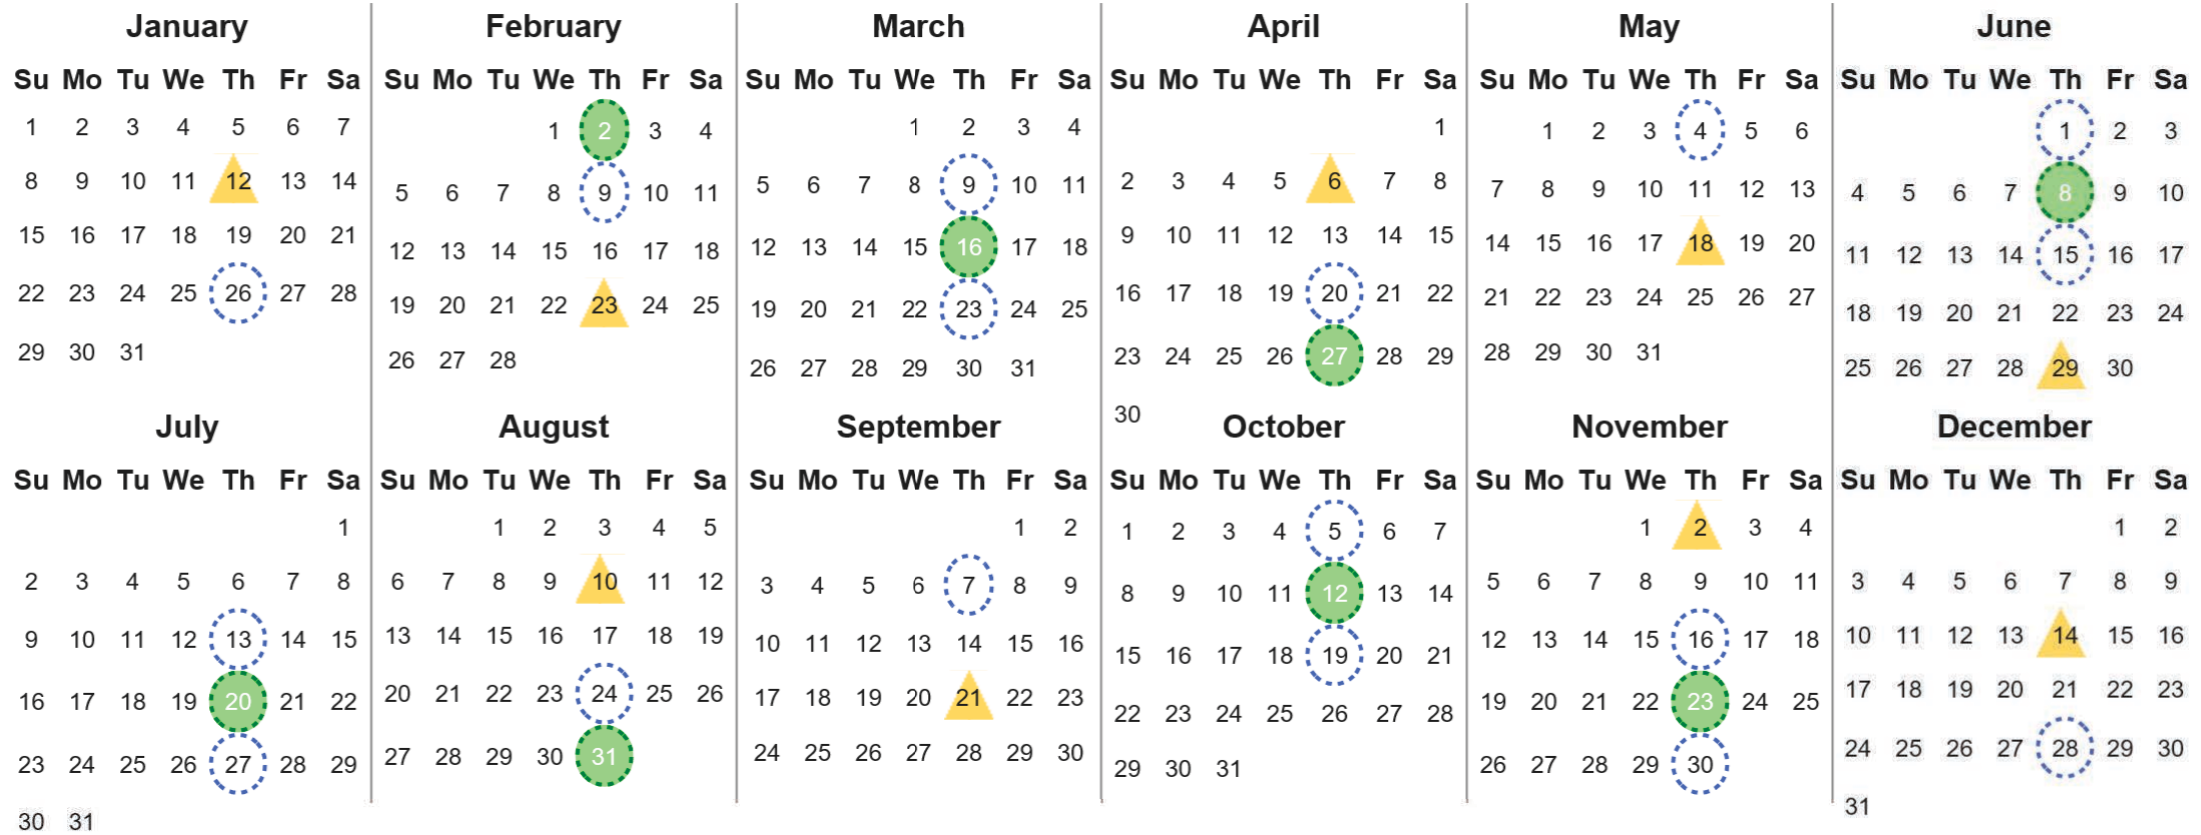 January
Su Mo Tu We Th Fr Sa
1 2 3 4 5 6 7
8 9 10 11 12 13 14
15 16 17 18 19 20 21
22 23 24 25 26 27 28
29 30 31
February
Su Mo Tu We Th Fr Sa
1 2 3 4
5 6 7 8 9 10 11
12 13 14 15 16 17 18
19 20 21 22 23 24 25
26 27 28
March
Su Mo Tu We Th Fr Sa
1 2 3 4
5 6 7 8 9 10 11
12 13 14 15 16 17 18
19 20 21 22 23 24 25
26 27 28 29 30 31
April
Su Mo Tu We Th Fr Sa
1
2 3 4 5 6 7 8
9 10 11 12 13 14 15
16 17 18 19 20 21 22
23 24 25 26 27 28 29
30
May
Su Mo Tu We Th Fr Sa
1 2 3 4 5 6
7 8 9 10 11 12 13
14 15 16 17 18 19 20
21 22 23 24 25 26 27
28 29 30 31
June
Su Mo Tu We Th Fr Sa
1 2 3
4 5 6 7 8 9 10
11 12 13 14 15 16 17
18 19 20 21 22 23 24
25 26 27 28 29 30
July
Su Mo Tu We Th Fr Sa
1
2 3 4 5 6 7 8
9 10 11 12 13 14 15
16 17 18 19 20 21 22
23 24 25 26 27 28 29
30 31
August
Su Mo Tu We Th Fr Sa
1 2 3 4 5
6 7 8 9 10 11 12
13 14 15 16 17 18 19
20 21 22 23 24 25 26
27 28 29 30 31
September
Su Mo Tu We Th Fr Sa
1 2
3 4 5 6 7 8 9
10 11 12 13 14 15 16
17 18 19 20 21 22 23
24 25 26 27 28 29 30
October
Su Mo Tu We Th Fr Sa
1 2 3 4 5 6 7
8 9 10 11 12 13 14
15 16 17 18 19 20 21
22 23 24 25 26 27 28
29 30 31
November
Su Mo Tu We Th Fr Sa
1 2 3 4
5 6 7 8 9 10 11
12 13 14 15 16 17 18
19 20 21 22 23 24 25
26 27 28 29 30
December
Su Mo Tu We Th Fr Sa
1 2
3 4 5 6 7 8 9
10 11 12 13 14 15 16
17 18 19 20 21 22 23
24 25 26 27 28 29 30
31